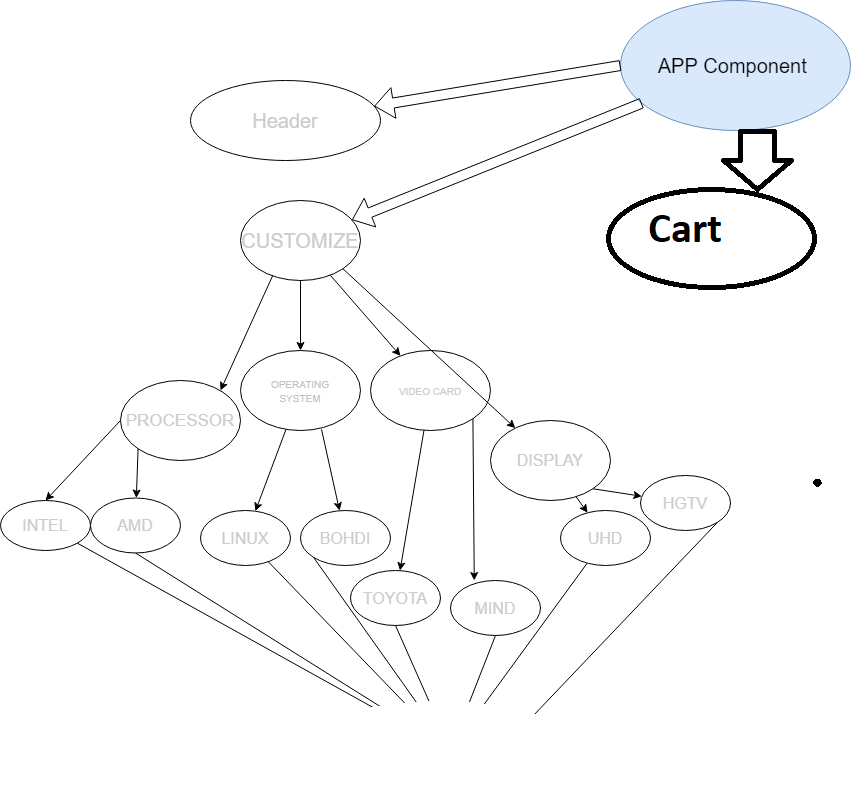 APP Component
Header
Cart
CUSTOMIZE
OPERATING
SYSTEM
VIDEO CARD
PROCESSOR
DISPLAY
HGTV
INTEL
AMD
LINUX
BOHDI
UHD
TOYOTA
MIND